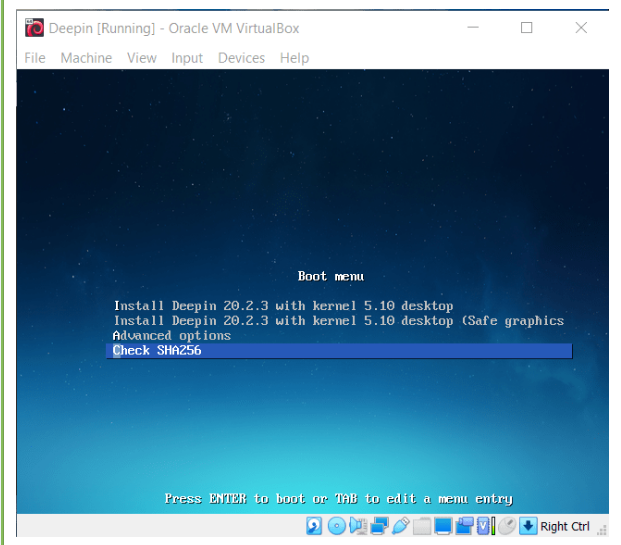 Deepin [Running] - Oracle VM VirtualBox
File Machine View Input Devices Help
Boot menu
Install Deepin 20.2.3 with kernel 5.10 desktop
Install Deepin 20.2.3 with kernel 5.10 desktop (Safe graphics
Advanced options
Check SHA256
Press ENTER to boot or TAB to edit a menu entry
Right Ctrl